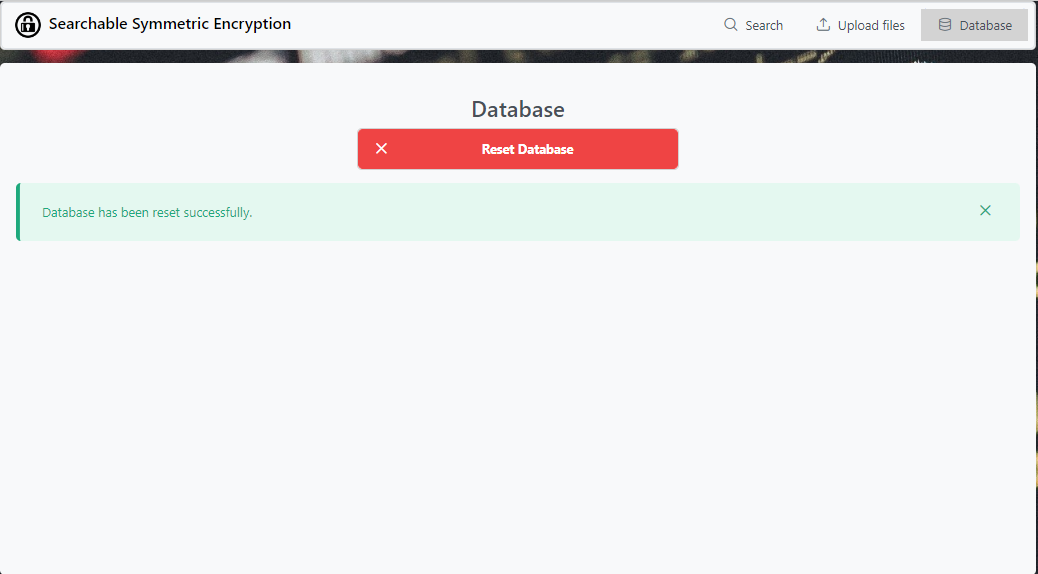 Searchable Symmetric Encryption
Search
Upload files
Database
Database
Reset Database
Database has been reset successfully.